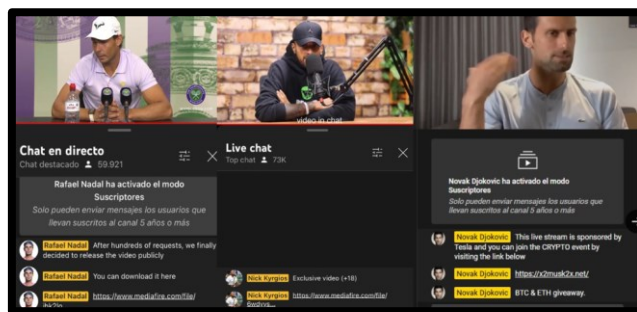 Chat en directo
Chat destacado 59.921
Rafael Nadal ha activado el modo
Suscriptores
Solo pueden enviar mensajes los usuarios que
llevan suscritos al canal 5 años o más
Rafael Nadal After hundreds of requests, we finally
decided to release the video publicly
Rafael Nadal You can download it here
Rafael Nadal https://www.mediafire.com/file/
video in chat
Live chat
Top chat 73K
Nick Kyrgios Exclusive video (+18)
Nick Kyrgios https://www.mediafire.com/file/
Novak Djokovic ha activado el modo
Suscriptores
Solo pueden enviar mensajes los usuarios que
llevan suscritos al canal 5 años o más
Novak Djokovic This live stream is sponsored by
Tesla and you can join the CRYPTO event by
visiting the link below
Novak Djokovic https://x2musk2x.net/
Novak Djokovic BTC & ETH giveaway.